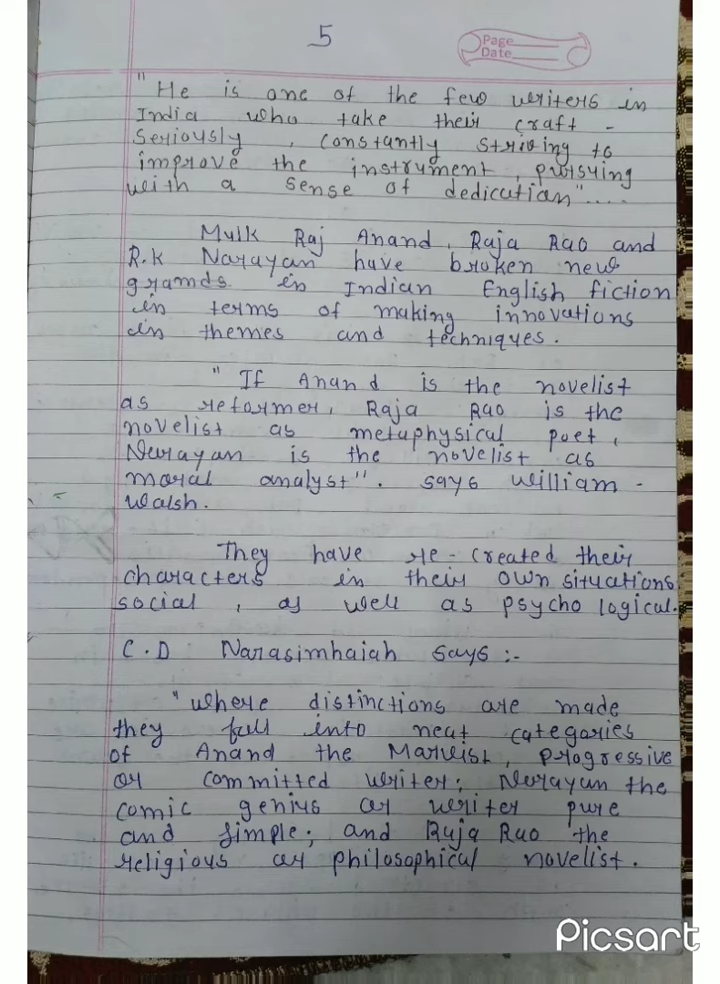 5
Page
Date
"He is one of the few writers in
India who take their craft -
Seriously, constantly striving to
improve the instrument, pursuing
with a sense of dedication"....
Mulk Raj Anand, Raja Rao and
R.K Narayan have broken new
grounds in Indian English fiction
in terms of making innovations
in themes and techniques.
"If Anand is the novelist
as reformer, Raja Rao is the
novelist as metaphysical poet,
Narayan is the novelist as
moral analyst". says William -
Walsh.
They have re-created their
characters in their own situations
social, as well as psycho logical.
C.D Narasimhaiah says :-
"where distinctions are made
they fall into neat categories
of Anand the Marxist, progressive
or committed writer; Narayan the
comic genius or writer pure
and simple; and Raja Rao the
religious or philosophical novelist.
Picsart